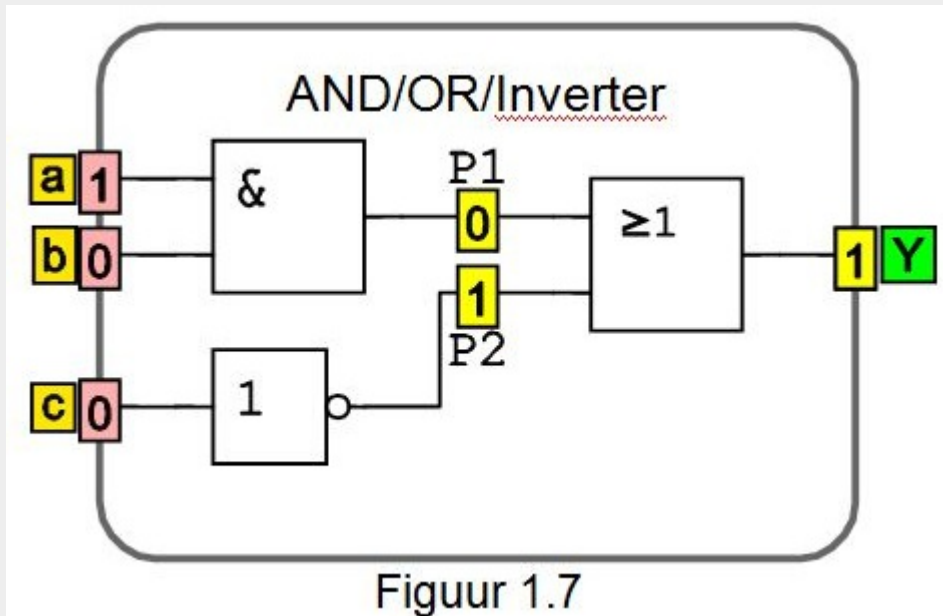 AND/OR/Inverter
a 1
&
P1
0
≥1
b 0
1 Y
1
P2
c 0
1
Figuur 1.7